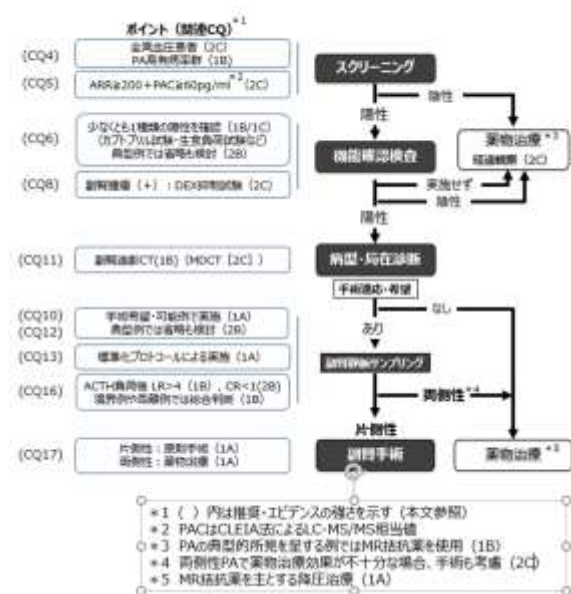 ポイント（関連CQ）*1
(CQ4)
全高血圧患者（2C）
PA高有病率群（1B）
(CQ5)
ARR≧200＋PAC≧60pg/ml*2（2C）
スクリーニング
陰性
陽性
(CQ6)
少なくとも1種類の陽性を確認（1B/1C）
（カプトプリル試験・生食負荷試験など）
典型例では省略も検討（2B）
機能確認検査
薬物治療*3
経過観察（2C）
(CQ8)
副腎腫瘍（+）：DEX抑制試験（2C）
実施せず
陰性
陽性
(CQ11)
副腎造影CT(1B)（MDCT［2C］）
病型・局在診断
手術適応・希望
なし
あり
(CQ10)
(CQ12)
手術希望・可能例で実施（1A）
典型例では省略も検討（2B）
(CQ13)
標準化プロトコールによる実施（1A）
副腎静脈サンプリング
(CQ16)
ACTH負荷後 LR>4（1B）, CR<1(2B)
境界例や乖離例では総合判断（1B）
両側性*4
片側性
(CQ17)
片側性：原則手術（1A）
両側性：薬物治療（1A）
副腎手術
薬物治療*5
*1（ ）内は推奨・エビデンスの強さを示す（本文参照）
*2 PACはCLEIA法によるLC-MS/MS相当値
*3 PAの典型的所見を呈する例ではMR拮抗薬を使用（1B）
*4 両側性PAで薬物治療効果が不十分な場合、手術も考慮（2C）
*5 MR拮抗薬を主とする降圧治療（1A）